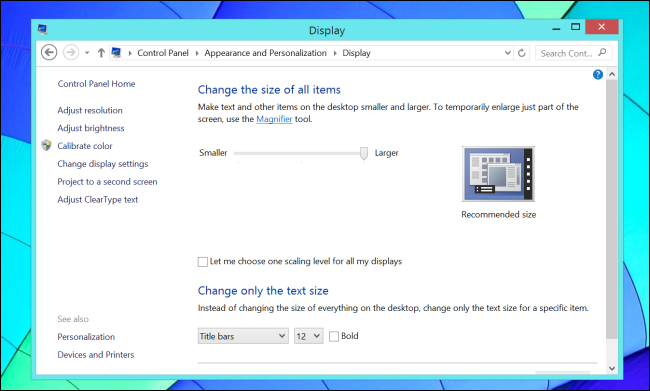 Display
Control Panel Appearance and Personalization Display
Search Cont...
Control Panel Home
Adjust resolution
Adjust brightness
Calibrate color
Change display settings
Project to a second screen
Adjust ClearType text
See also
Personalization
Devices and Printers
Change the size of all items
Make text and other items on the desktop smaller and larger. To temporarily enlarge just part of the
screen, use the Magnifier tool.
Smaller Larger
Recommended size
Let me choose one scaling level for all my displays
Change only the text size
Instead of changing the size of everything on the desktop, change only the text size for a specific item.
Title bars 12 Bold